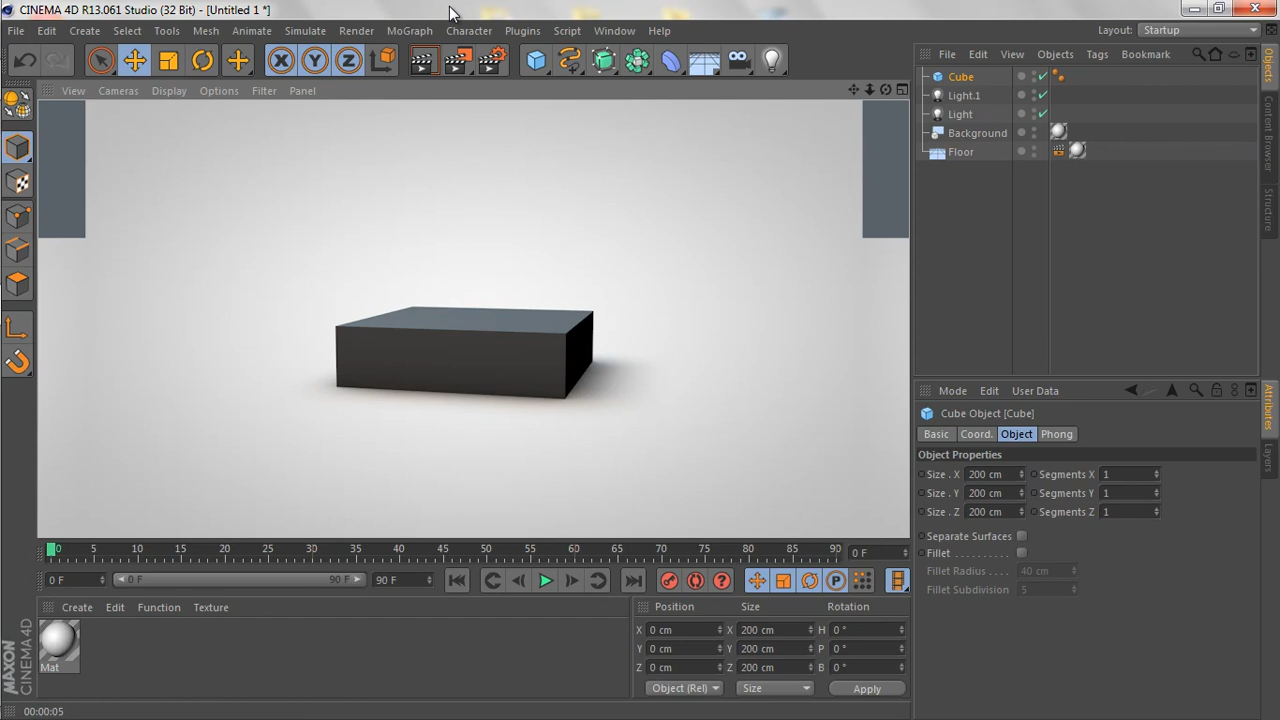 CINEMA 4D R13.061 Studio (32 Bit) - [Untitled 1 *]
File Edit Create Select Tools Mesh Animate Simulate Render MoGraph Character Plugins Script Window Help Layout: Startup
X Y Z
File Edit View Objects Tags Bookmark
View Cameras Display Options Filter Panel
Cube
Light.1
Light
Background
Floor
Objects
Content Browser
Structure
Mode Edit User Data
Cube Object [Cube]
Basic Coord. Object Phong
Object Properties
Size . X 200 cm Segments X 1
Size . Y 200 cm Segments Y 1
Size . Z 200 cm Segments Z 1
Separate Surfaces
Fillet . . . . . . . . . .
Fillet Radius . . . . 40 cm
Fillet Subdivision 5
Attributes
Layers
0 5 10 15 20 25 30 35 40 45 50 55 60 65 70 75 80 85 90 0 F
0 F 0 F 90 F 90 F P
Create Edit Function Texture
Mat
Position Size Rotation
X 0 cm X 200 cm H 0 °
Y 0 cm Y 200 cm P 0 °
Z 0 cm Z 200 cm B 0 °
Object (Rel) Size Apply
MAXON
CINEMA 4D
00:00:05